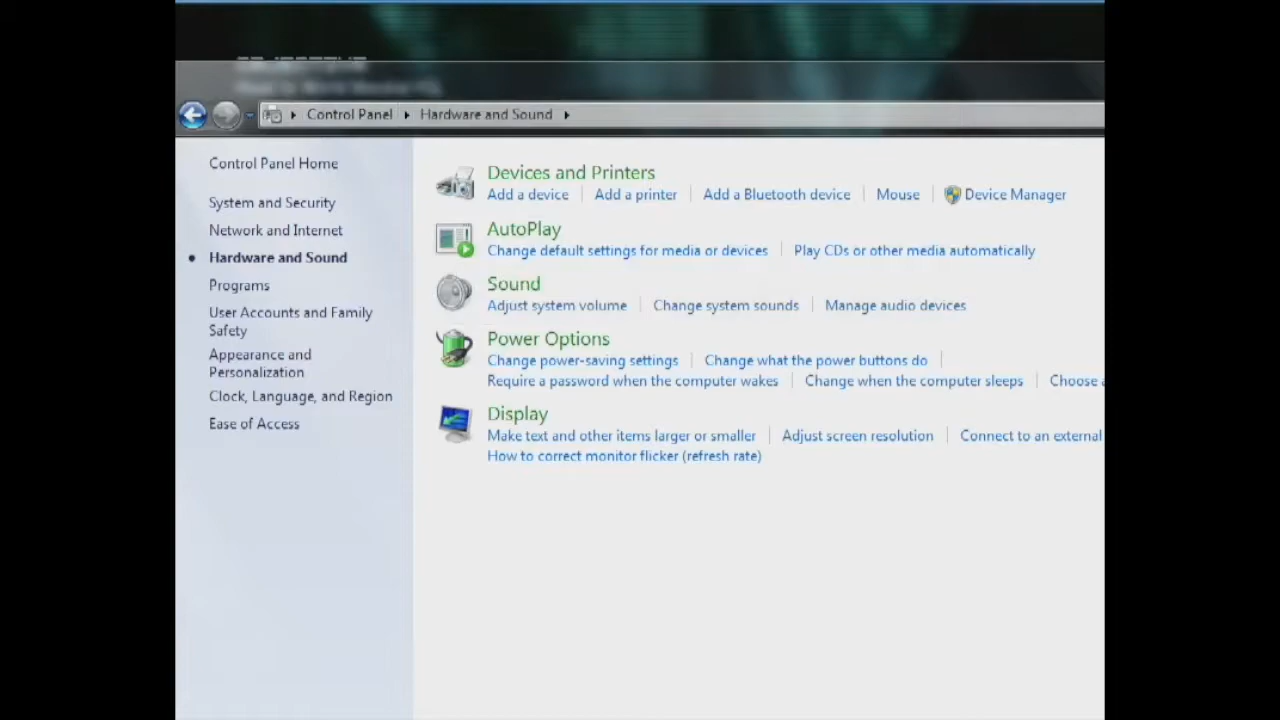 Control Panel Hardware and Sound
Control Panel Home
System and Security
Network and Internet
Hardware and Sound
Programs
User Accounts and Family
Safety
Appearance and
Personalization
Clock, Language, and Region
Ease of Access
Devices and Printers
Add a device Add a printer Add a Bluetooth device Mouse Device Manager
AutoPlay
Change default settings for media or devices Play CDs or other media automatically
Sound
Adjust system volume Change system sounds Manage audio devices
Power Options
Change power-saving settings Change what the power buttons do
Require a password when the computer wakes Change when the computer sleeps Choose
Display
Make text and other items larger or smaller Adjust screen resolution Connect to an external
How to correct monitor flicker (refresh rate)